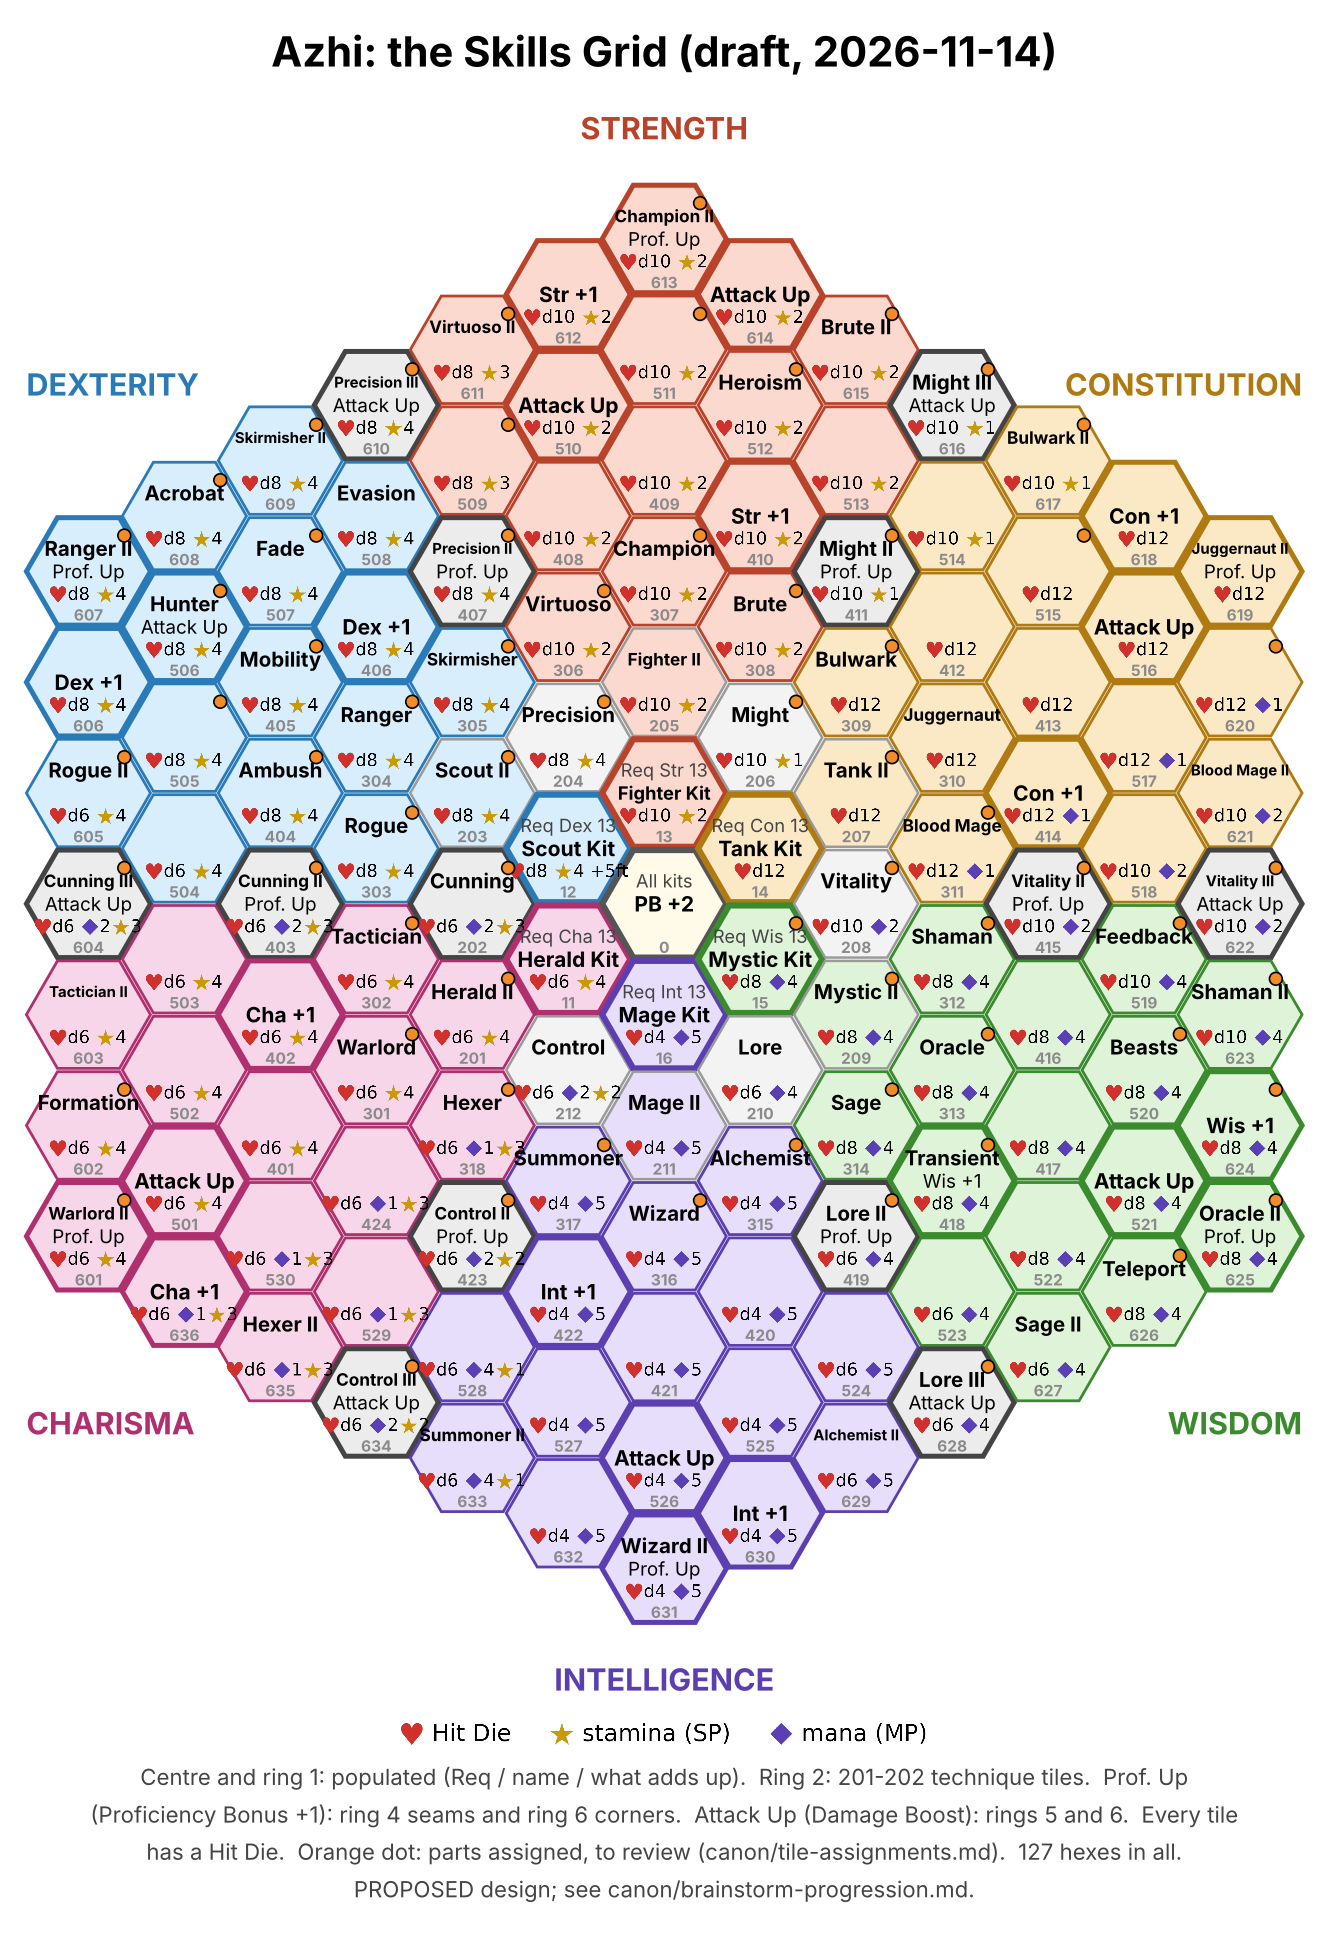 Azhi: the Skills Grid (draft, 2026-11-14)
STRENGTH
Champion II
Prof. Up
♥d10 ★2
613
Str +1
♥d10 ★2
612
Attack Up
♥d10 ★2
614
Virtuoso II
♥d8 ★3
611
♥d10 ★2
511
Brute II
♥d10 ★2
615
DEXTERITY
CONSTITUTION
Precision III
Attack Up
♥d8 ★4
610
Attack Up
♥d10 ★2
510
Heroism
♥d10 ★2
512
Might III
Attack Up
♥d10 ★1
616
Skirmisher II
♥d8 ★4
609
♥d8 ★3
509
♥d10 ★2
409
♥d10 ★2
513
Bulwark II
♥d10 ★1
617
Acrobat
♥d8 ★4
608
Evasion
♥d8 ★4
508
♥d10 ★2
408
Str +1
♥d10 ★2
410
♥d10 ★1
514
Con +1
♥d12
618
Ranger II
Prof. Up
♥d8 ★4
607
Fade
♥d8 ★4
507
Precision II
Prof. Up
♥d8 ★4
407
Champion
♥d10 ★2
307
Might II
Prof. Up
♥d10 ★1
411
♥d12
515
Juggernaut II
Prof. Up
♥d12
619
Hunter
Attack Up
♥d8 ★4
506
Dex +1
♥d8 ★4
406
Virtuoso
♥d10 ★2
306
Brute
♥d10 ★2
308
♥d12
412
Attack Up
♥d12
516
Dex +1
♥d8 ★4
606
Mobility
♥d8 ★4
405
Skirmisher
♥d8 ★4
305
Fighter II
♥d10 ★2
205
Bulwark
♥d12
309
♥d12
413
♥d12 ◆1
620
♥d8 ★4
505
Ranger
♥d8 ★4
304
Precision
♥d8 ★4
204
Might
♥d10 ★1
206
Juggernaut
♥d12
310
♥d12 ◆1
517
Rogue II
♥d6 ★4
605
Ambush
♥d8 ★4
404
Scout II
♥d8 ★4
203
Req Str 13
Fighter Kit
♥d10 ★2
13
Tank II
♥d12
207
Con +1
♥d12 ◆1
414
Blood Mage II
♥d10 ◆2
621
♥d6 ★4
504
Rogue
♥d8 ★4
303
Req Dex 13
Scout Kit
♥d8 ★4 +5ft
12
Req Con 13
Tank Kit
♥d12
14
Blood Mage
♥d12 ◆1
311
♥d10 ◆2
518
Cunning III
Attack Up
♥d6 ◆2★3
604
Cunning II
Prof. Up
♥d6 ◆2★3
403
Cunning
♥d6 ◆2★3
202
All kits
PB +2
0
Vitality
♥d10 ◆2
208
Vitality II
Prof. Up
♥d10 ◆2
415
Vitality III
Attack Up
♥d10 ◆2
622
♥d6 ★4
503
Tactician
♥d6 ★4
302
Req Cha 13
Herald Kit
♥d6 ★4
11
Req Wis 13
Mystic Kit
♥d8 ◆4
15
Shaman
♥d8 ◆4
312
Feedback
♥d10 ◆4
519
Tactician II
♥d6 ★4
603
Cha +1
♥d6 ★4
402
Herald II
♥d6 ★4
201
Req Int 13
Mage Kit
♥d4 ◆5
16
Mystic II
♥d8 ◆4
209
♥d8 ◆4
416
Shaman II
♥d10 ◆4
623
♥d6 ★4
502
Warlord
♥d6 ★4
301
Control
♥d6 ◆2★2
212
Lore
♥d6 ◆4
210
Oracle
♥d8 ◆4
313
Beasts
♥d8 ◆4
520
Formation
♥d6 ★4
602
♥d6 ★4
401
Hexer
♥d6 ◆1★3
318
Mage II
♥d4 ◆5
211
Sage
♥d8 ◆4
314
♥d8 ◆4
417
Wis +1
♥d8 ◆4
624
Attack Up
♥d6 ★4
501
♥d6 ◆1★3
424
Summoner
♥d4 ◆5
317
Alchemist
♥d4 ◆5
315
Transient
Wis +1
♥d8 ◆4
418
Attack Up
♥d8 ◆4
521
Warlord II
Prof. Up
♥d6 ★4
601
♥d6 ◆1★3
530
Control II
Prof. Up
♥d6 ◆2★2
423
Wizard
♥d4 ◆5
316
Lore II
Prof. Up
♥d6 ◆4
419
♥d8 ◆4
522
Oracle II
Prof. Up
♥d8 ◆4
625
Cha +1
♥d6 ◆1★3
636
♥d6 ◆1★3
529
Int +1
♥d4 ◆5
422
♥d4 ◆5
420
♥d6 ◆4
523
Teleport
♥d8 ◆4
626
Hexer II
♥d6 ◆1★3
635
♥d6 ◆4★1
528
♥d4 ◆5
421
♥d6 ◆5
524
Sage II
♥d6 ◆4
627
Control III
Attack Up
♥d6 ◆2★2
634
♥d4 ◆5
527
♥d4 ◆5
525
Lore III
Attack Up
♥d6 ◆4
628
CHARISMA
WISDOM
Summoner II
♥d6 ◆4★1
633
Attack Up
♥d4 ◆5
526
Alchemist II
♥d6 ◆5
629
♥d4 ◆5
632
Int +1
♥d4 ◆5
630
Wizard II
Prof. Up
♥d4 ◆5
631
INTELLIGENCE
♥ Hit Die ★ stamina (SP) ◆ mana (MP)
Centre and ring 1: populated (Req / name / what adds up). Ring 2: 201-202 technique tiles. Prof. Up
(Proficiency Bonus +1): ring 4 seams and ring 6 corners. Attack Up (Damage Boost): rings 5 and 6. Every tile
has a Hit Die. Orange dot: parts assigned, to review (canon/tile-assignments.md). 127 hexes in all.
PROPOSED design; see canon/brainstorm-progression.md.